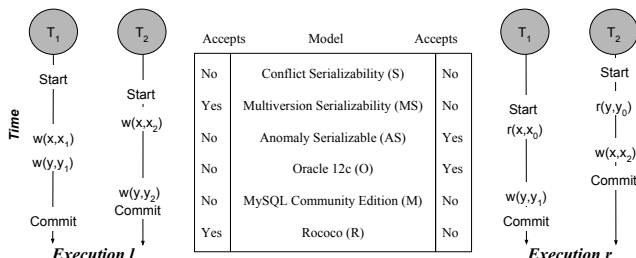 T1
T2
Accepts Model Accepts
T1
T2
Time
Start
Start
w(x,x1)
w(x,x2)
w(y,y1)
w(y,y2)
Commit
Commit
Execution l
No Conflict Serializability (S) No
Yes Multiversion Serializability (MS) No
No Anomaly Serializable (AS) Yes
No Oracle 12c (O) Yes
No MySQL Community Edition (M) No
Yes Rococo (R) No
Start
Start
r(y,y0)
r(x,x0)
w(x,x2)
Commit
w(y,y1)
Commit
Execution r